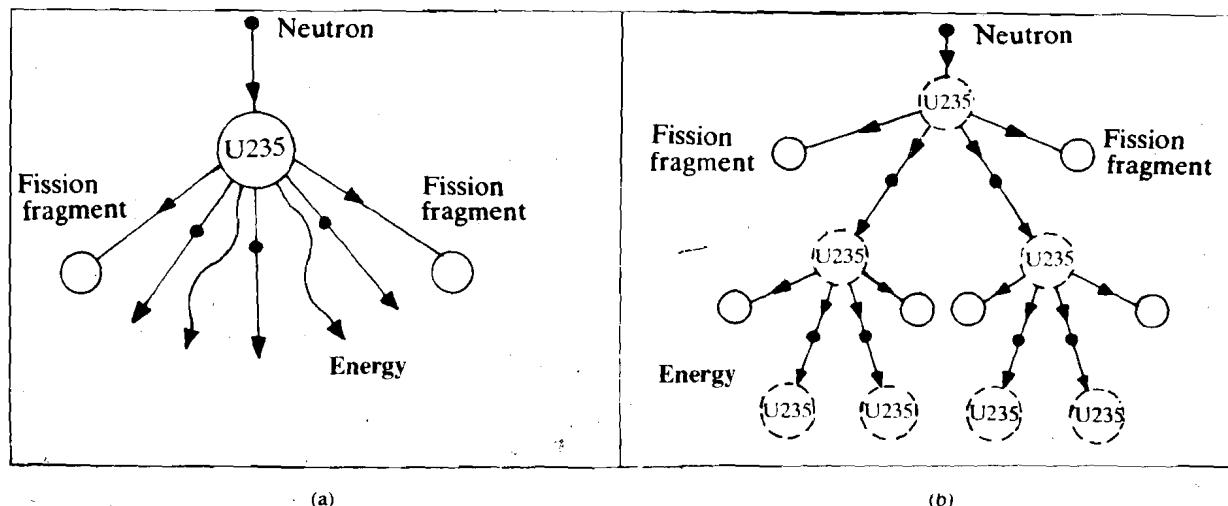 Neutron
U235
Fission
fragment
Fission
fragment
Energy
(a)
Neutron
U235
Fission
fragment
Fission
fragment
U235
U235
Energy
U235
U235
U235
U235
(b)